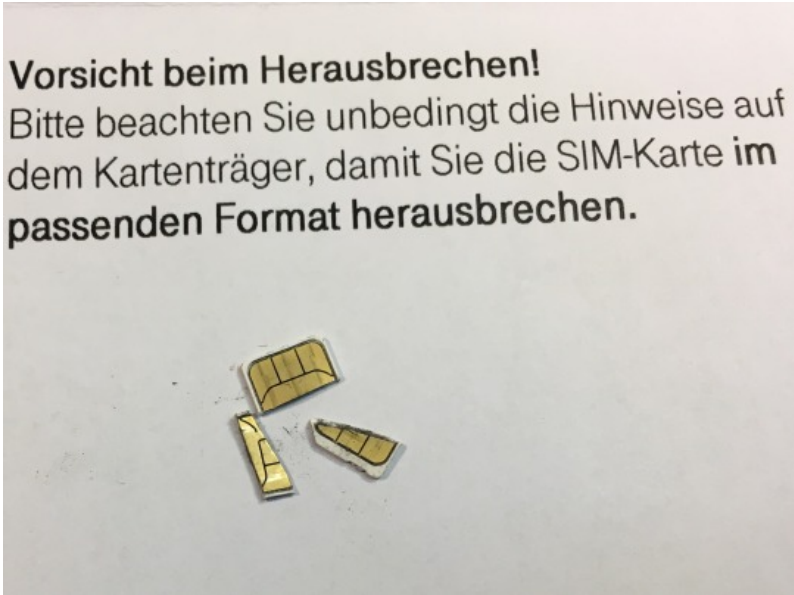 Vorsicht beim Herausbrechen!
Bitte beachten Sie unbedingt die Hinweise auf
dem Kartenträger, damit Sie die SIM-Karte im
passenden Format herausbrechen.